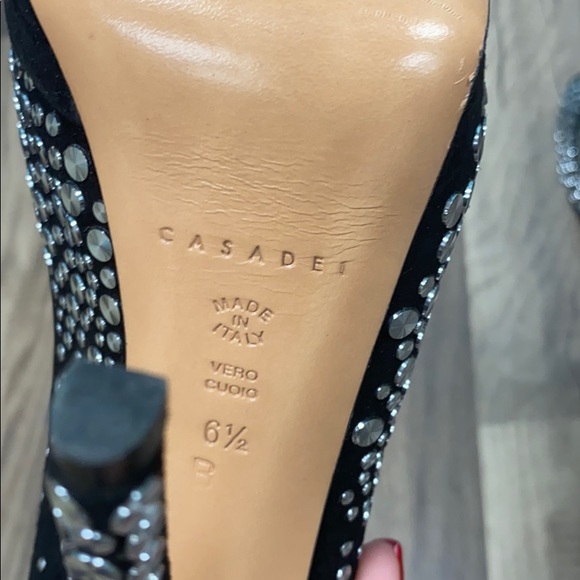 CASADEI
MADE
IN
ITALY
VERO
CUOIO
6½
B